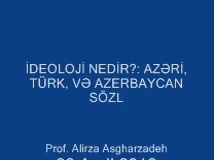 İDEOLOJİ NEDİR?: AZƏRİ,
TÜRK, VƏ AZERBAYCAN
SÖZL
Prof. Alirza Asgharzadeh